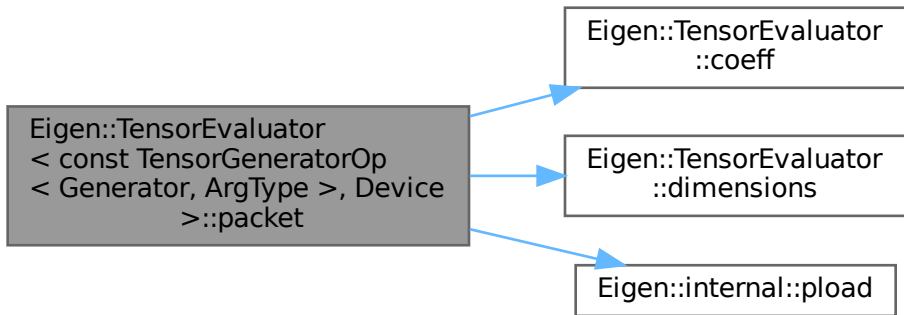 Eigen::TensorEvaluator
< const TensorGeneratorOp
< Generator, ArgType >, Device
>::packet
Eigen::TensorEvaluator
::coeff
Eigen::TensorEvaluator
::dimensions
Eigen::internal::pload